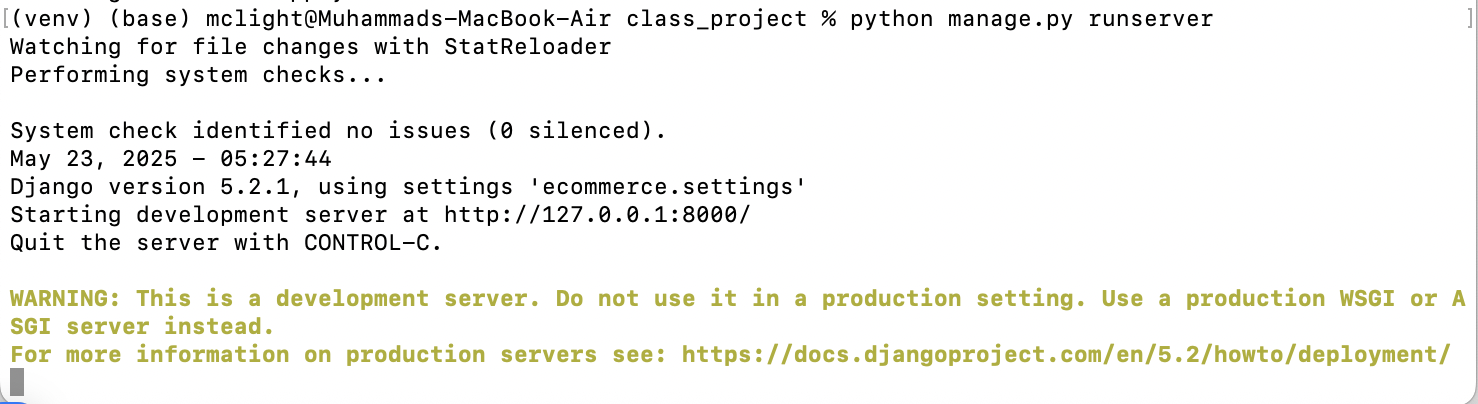 [(venv) (base) mclight@Muhammads-MacBook-Air class_project % python manage.py runserver ]
Watching for file changes with StatReloader
Performing system checks...
System check identified no issues (0 silenced).
May 23, 2025 - 05:27:44
Django version 5.2.1, using settings 'ecommerce.settings'
Starting development server at http://127.0.0.1:8000/
Quit the server with CONTROL-C.
WARNING: This is a development server. Do not use it in a production setting. Use a production WSGI or A
SGI server instead.
For more information on production servers see: https://docs.djangoproject.com/en/5.2/howto/deployment/